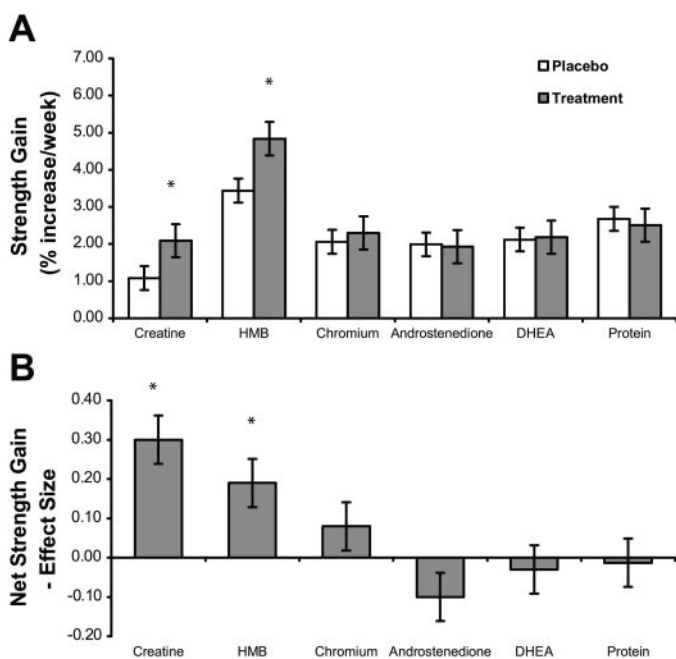 A
Strength Gain
(% increase/week)
7.00
6.00
5.00
4.00
3.00
2.00
1.00
0.00
Placebo
Treatment
*
*
Creatine
HMB
Chromium
Androstenedione
DHEA
Protein
B
Net Strength Gain
- Effect Size
0.40
0.30
0.20
0.10
0.00
-0.10
-0.20
*
*
Creatine
HMB
Chromium
Androstenedione
DHEA
Protein